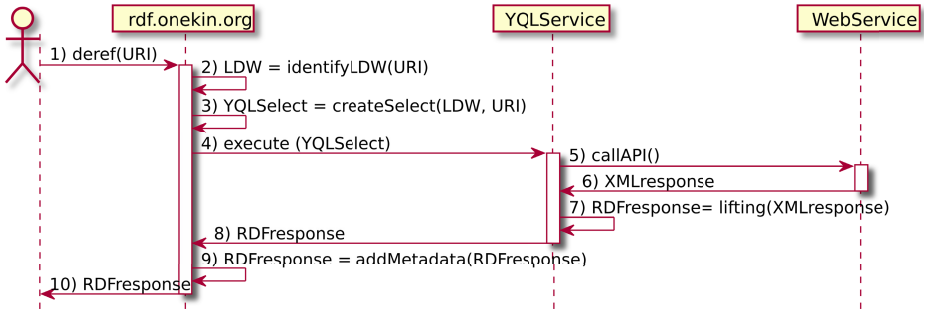 rdf.onekin.org
YQLService
WebService
1) deref(URI)
2) LDW = identifyLDW(URI)
3) YQLSelect = createSelect(LDW, URI)
4) execute (YQLSelect)
5) callAPI()
6) XMLresponse
7) RDFresponse= lifting(XMLresponse)
8) RDFresponse
9) RDFresponse = addMetadata(RDFresponse)
10) RDFresponse